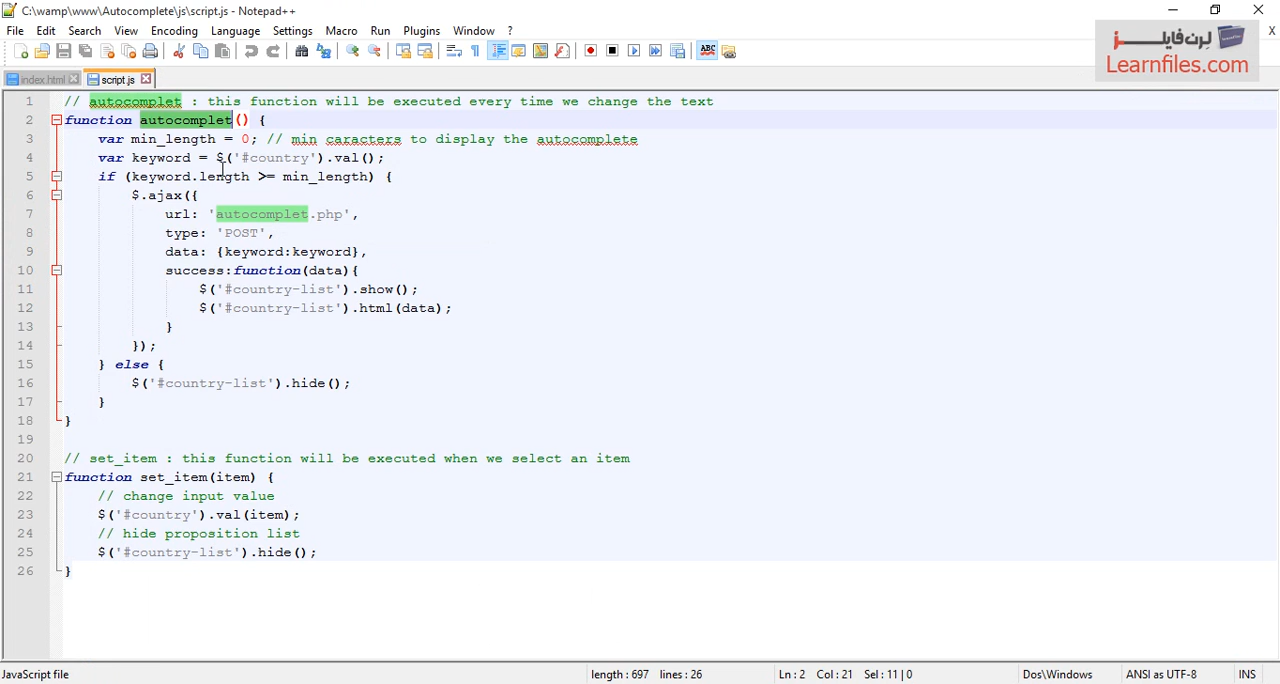 C:\wamp\www\Autocomplete\js\script.js - Notepad++
File Edit Search View Encoding Language Settings Macro Run Plugins Window ? X
لرن فایلز
Learnfiles.com
ABC
index.html script.js
1 // autocomplet : this function will be executed every time we change the text
2 function autocomplet() {
3 var min_length = 0; // min caracters to display the autocomplete
4 var keyword = $('#country').val();
5 if (keyword.length >= min_length) {
6 $.ajax({
7 url: 'autocomplet.php',
8 type: 'POST',
9 data: {keyword:keyword},
10 success:function(data){
11 $('#country-list').show();
12 $('#country-list').html(data);
13 }
14 });
15 } else {
16 $('#country-list').hide();
17 }
18 }
19
20 // set_item : this function will be executed when we select an item
21 function set_item(item) {
22 // change input value
23 $('#country').val(item);
24 // hide proposition list
25 $('#country-list').hide();
26 }
JavaScript file length : 697 lines : 26 Ln : 2 Col : 21 Sel : 11 | 0 Dos\Windows ANSI as UTF-8 INS